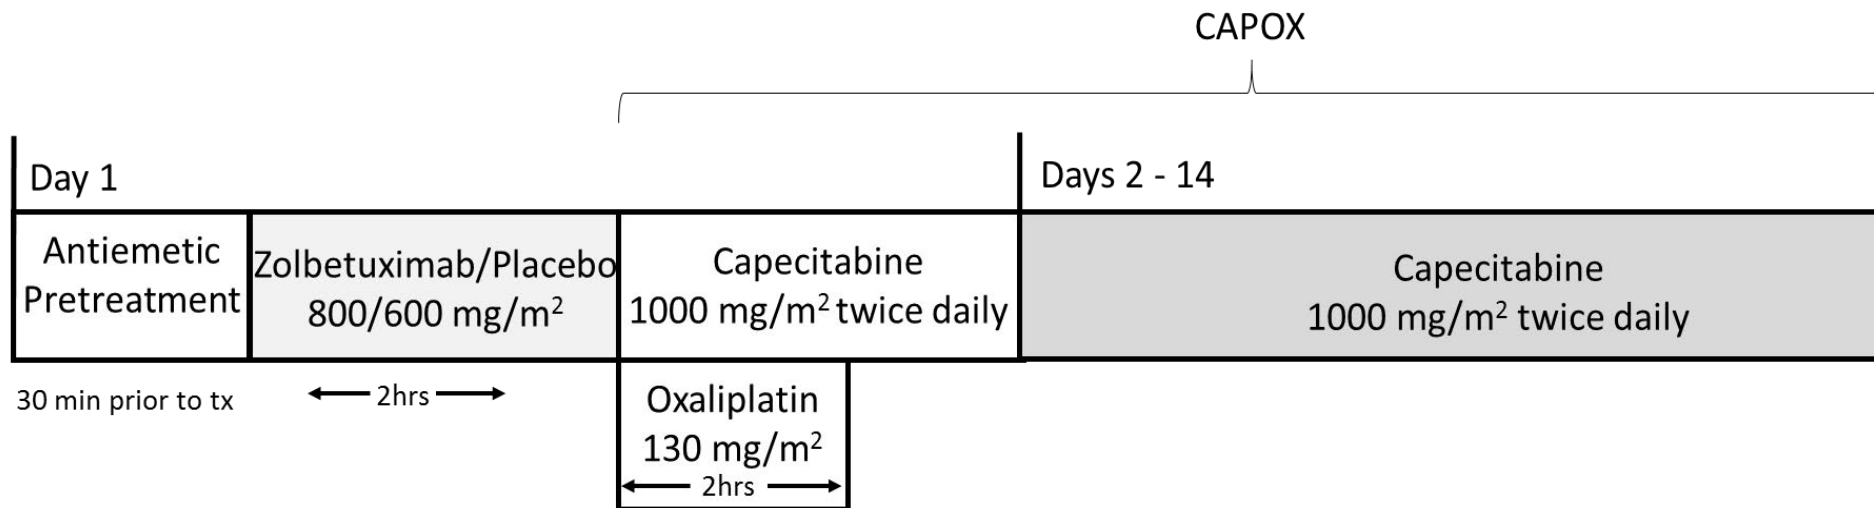 CAPOX
Day 1
Days 2 - 14
Antiemetic
Pretreatment
Zolbetuximab/Placebo
800/600 mg/m²
Capecitabine
1000 mg/m² twice daily
Capecitabine
1000 mg/m² twice daily
30 min prior to tx
2hrs
Oxaliplatin
130 mg/m²
2hrs